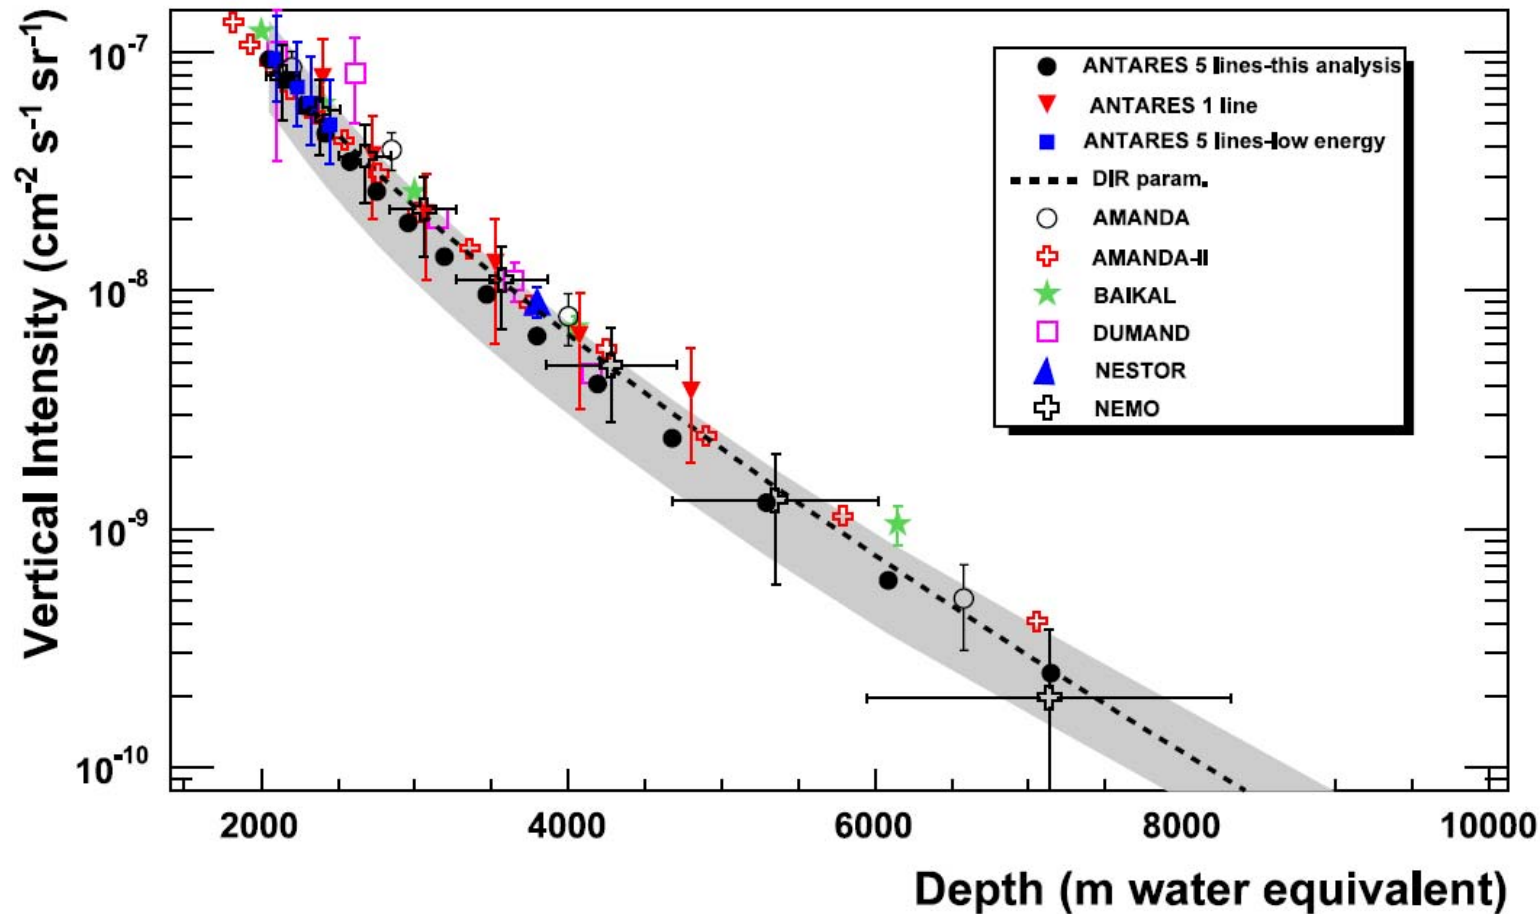 Vertical Intensity (cm-2 s-1 sr-1)
10-7
10-8
10-9
10-10
ANTARES 5 lines-this analysis
ANTARES 1 line
ANTARES 5 lines-low energy
DIR param.
AMANDA
AMANDA-II
BAIKAL
DUMAND
NESTOR
NEMO
2000 4000 6000 8000 10000
Depth (m water equivalent)